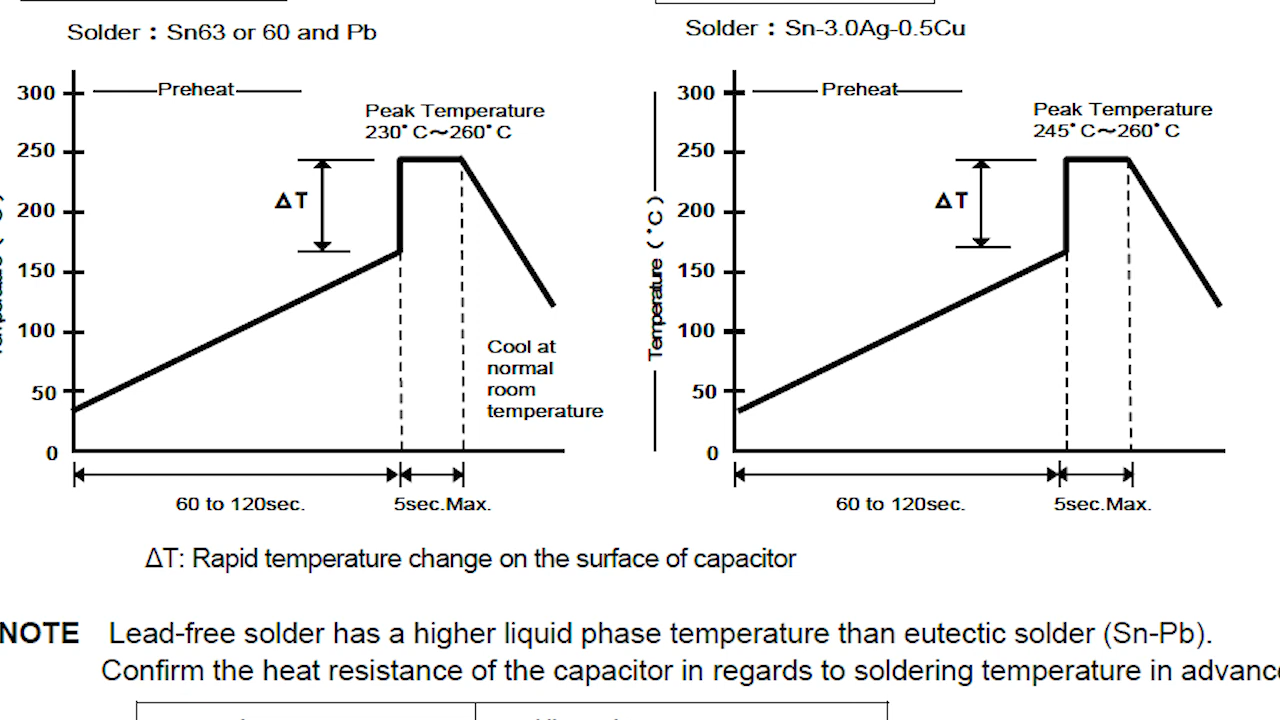 Solder : Sn63 or 60 and Pb
300
Preheat
Peak Temperature
230°C～260°C
250
ΔT
200
150
100
Cool at
normal
room
temperature
50
0
60 to 120sec.
5sec.Max.
Solder : Sn-3.0Ag-0.5Cu
Temperature (°C)
300
Preheat
Peak Temperature
245°C～260°C
250
ΔT
200
150
100
50
0
60 to 120sec.
5sec.Max.
ΔT: Rapid temperature change on the surface of capacitor
NOTE Lead-free solder has a higher liquid phase temperature than eutectic solder (Sn-Pb).
Confirm the heat resistance of the capacitor in regards to soldering temperature in advanc